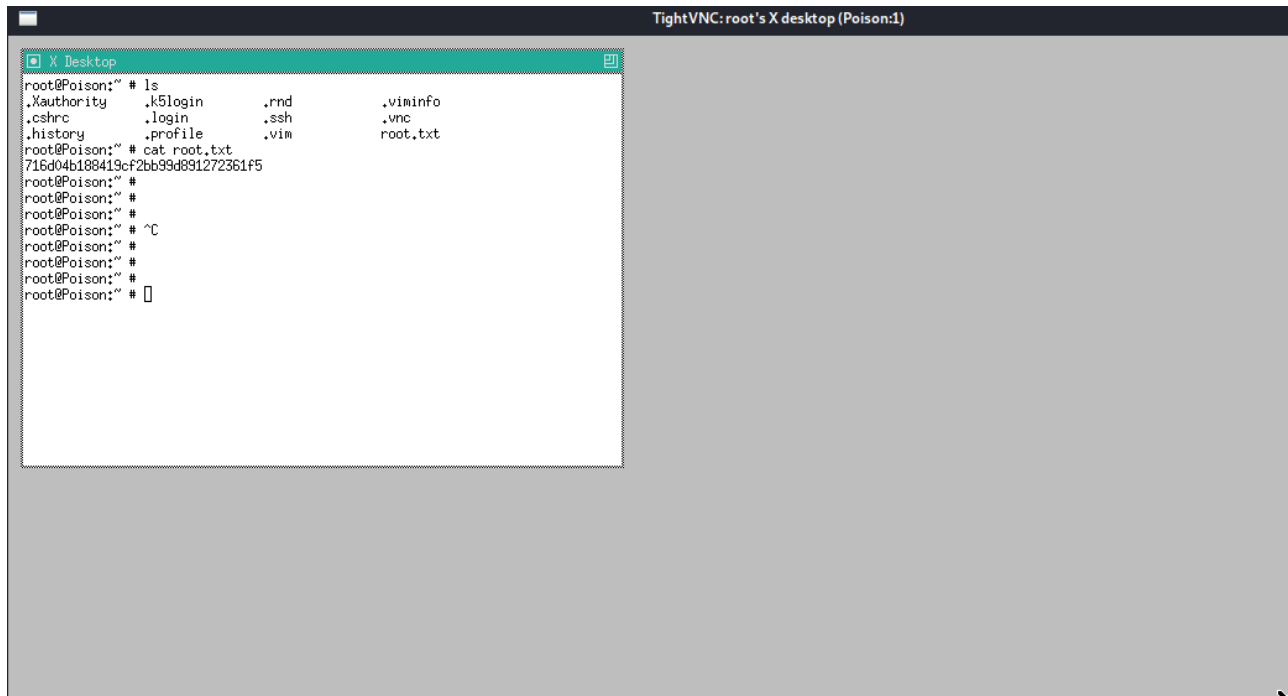 TightVNC: root's X desktop (Poison:1)
X Desktop
root@Poison:~ # ls
.Xauthority .k5login .rnd .viminfo
.cshrc .login .ssh .vnc
.history .profile .vim root.txt
root@Poison:~ # cat root.txt
716d04b188419cf2bb99d891272361f5
root@Poison:~ #
root@Poison:~ #
root@Poison:~ #
root@Poison:~ # ^C
root@Poison:~ #
root@Poison:~ #
root@Poison:~ #
root@Poison:~ #